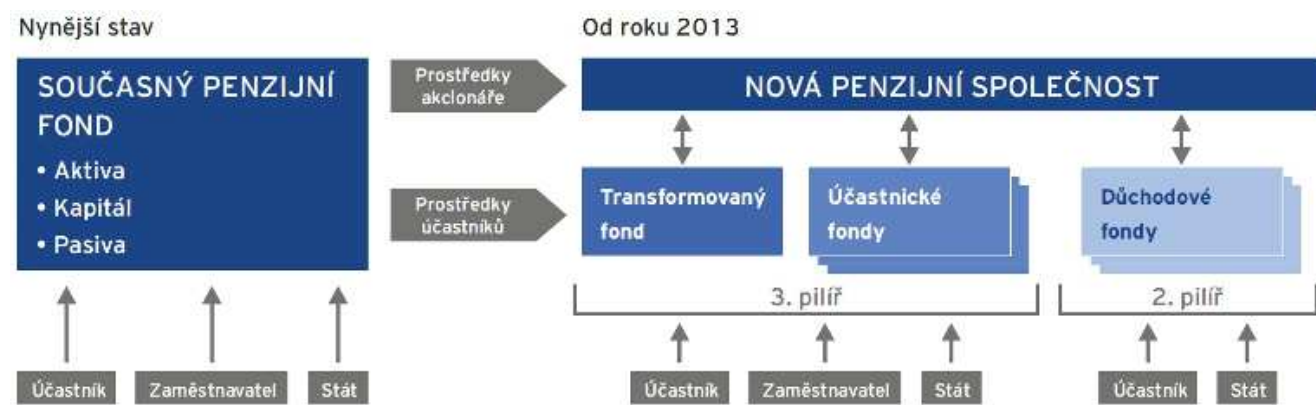 Nynější stav
SOUČASNÝ PENZIJNÍ
FOND
• Aktiva
• Kapitál
• Pasiva
Účastník
Zaměstnavatel
Stát
Prostředky
akcionáře
Prostředky
účastníků
Od roku 2013
NOVÁ PENZIJNÍ SPOLEČNOST
Transformovaný
fond
Účastnické
fondy
Důchodové
fondy
3. pilíř
2. pilíř
Účastník
Zaměstnavatel
Stát
Účastník
Stát